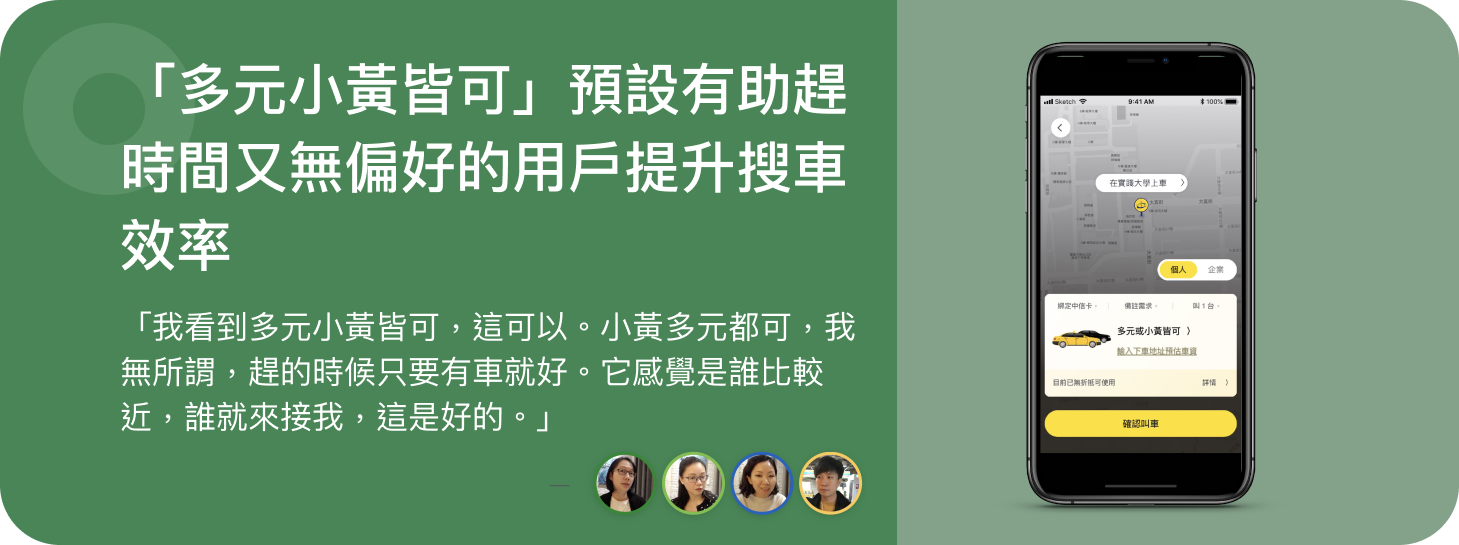 「多元小黃皆可」預設有助趕
時間又無偏好的用戶提升搜車
效率
「我看到多元小黃皆可，這可以。小黃多元都可，我
無所謂，趕的時候只要有車就好。它感覺是誰比較
近，誰就來接我，這是好的。」
Sketch 9:41 AM 100%
在實踐大學上車 〉
大直街
個人 企業
綁定中信卡 備註需求 叫 1 台
多元或小黃皆可 〉
輸入下車地址預估車資
目前已無折抵可使用 詳情 〉
確認叫車